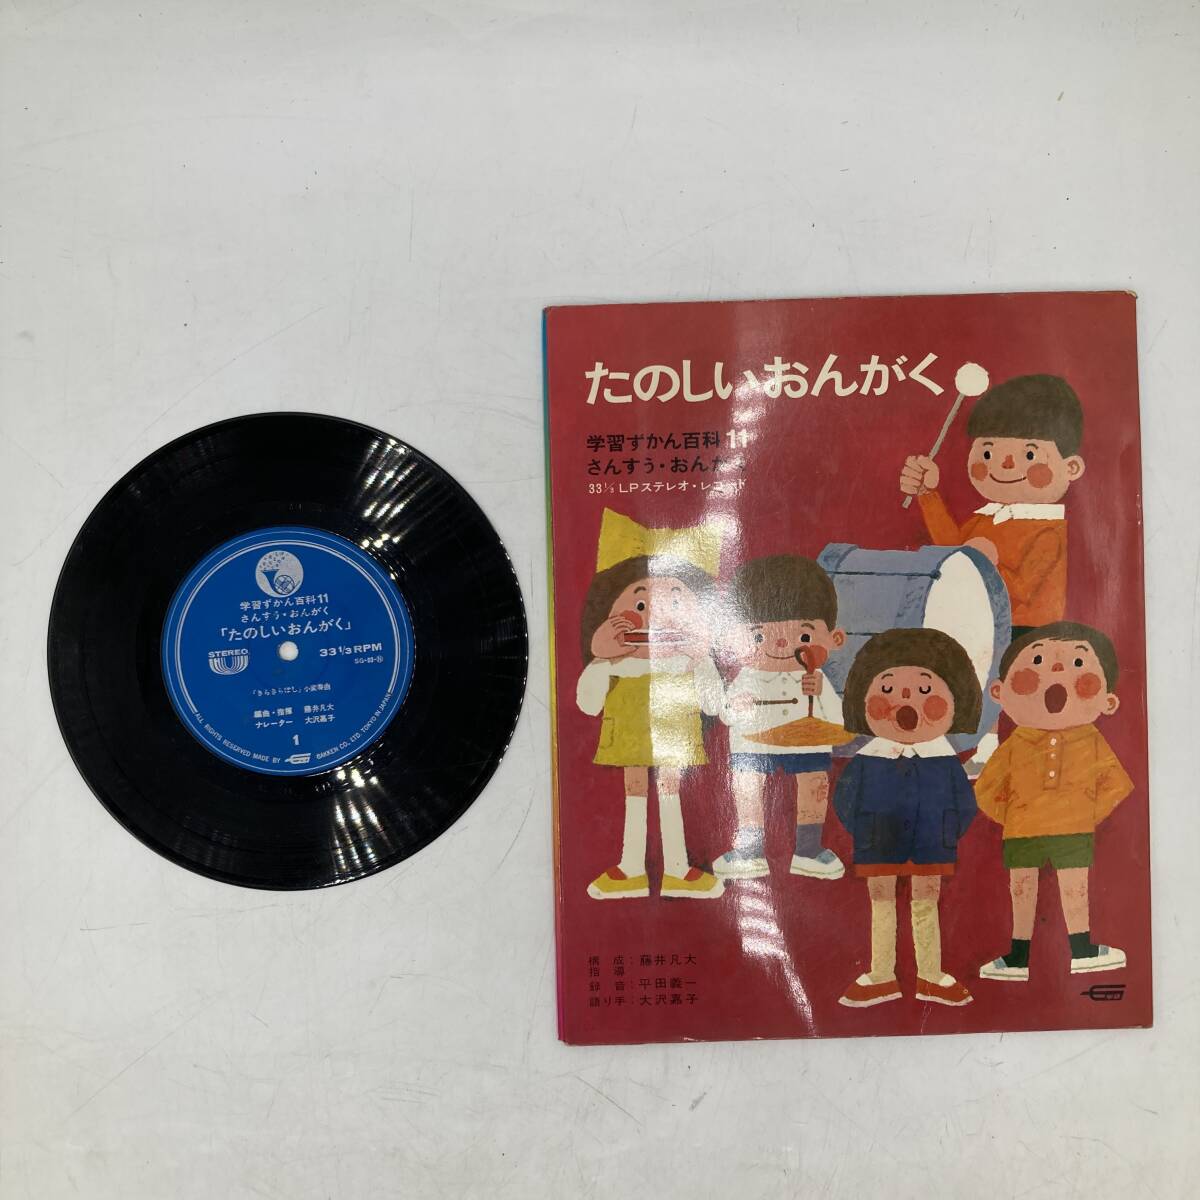 学習ずかん百科11
さんすう・おんがく
「たのしいおんがく」
STEREO
33 1/3 RPM
SG-03-⑭
「きらきらぼし」小変奏曲
編曲・指揮 藤井凡大
ナレーター 大沢嘉子
1
ALL RIGHTS RESERVED MADE BY GAKKEN CO., LTD. TOKYO IN JAPAN
たのしいおんがく
学習ずかん百科11
さんすう・おんがく
33⅓ LPステレオ・レコード
構成:藤井凡大
指導
録音:平田義一
語り手:大沢嘉子